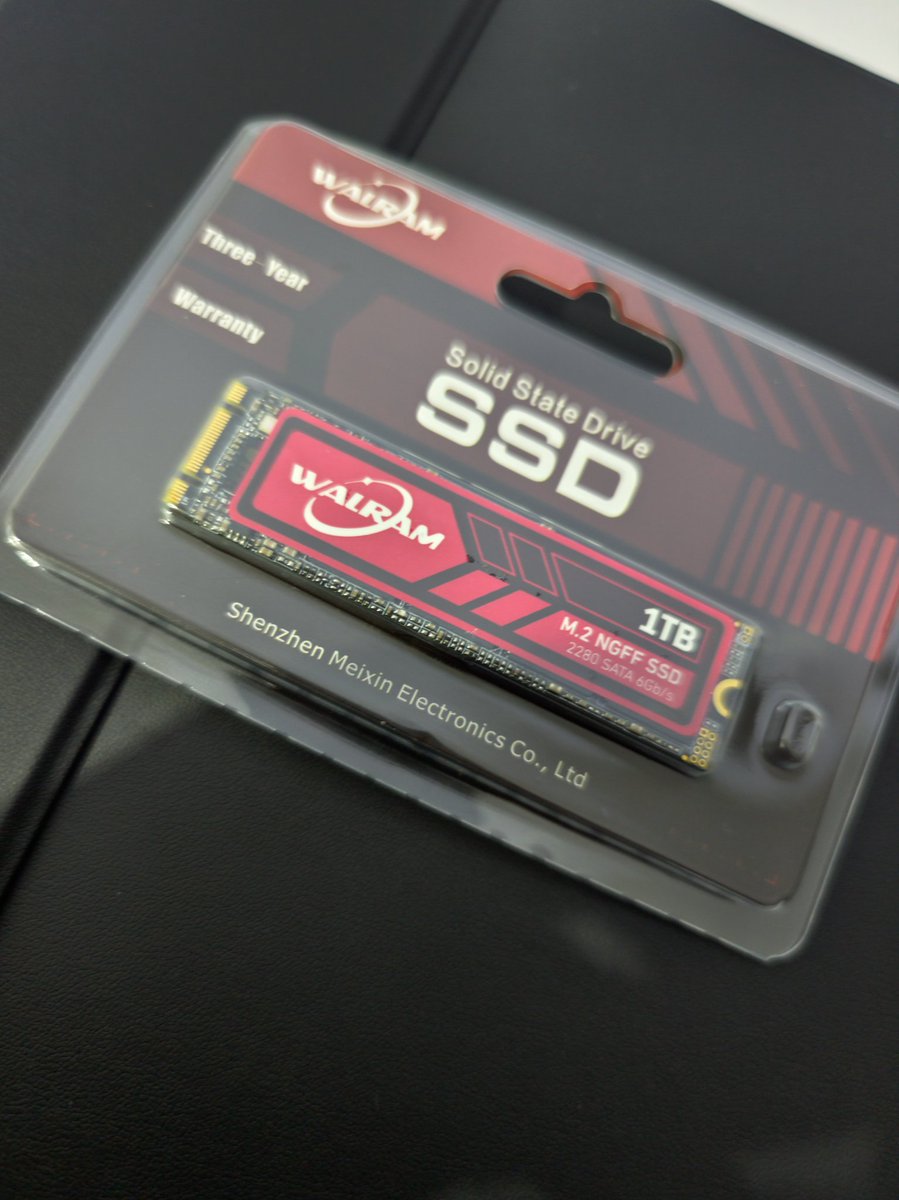 WALRAM
Three-Year
Warranty
Solid State Drive
SSD
WALRAM
1TB
M.2 NGFF SSD
2280 SATA 6Gb/s
Shenzhen Meixin Electronics Co., Ltd